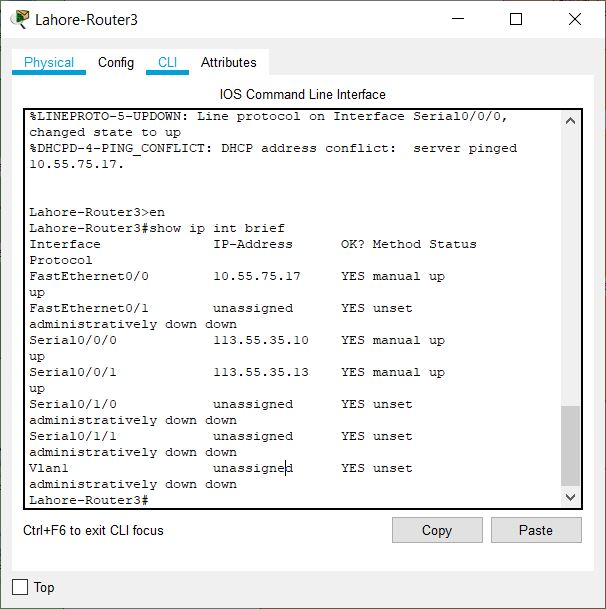 Lahore-Router3
Physical Config CLI Attributes
IOS Command Line Interface
%LINEPROTO-5-UPDOWN: Line protocol on Interface Serial0/0/0,
changed state to up
%DHCPD-4-PING_CONFLICT: DHCP address conflict:  server pinged
10.55.75.17.
Lahore-Router3>en
Lahore-Router3#show ip int brief
Interface              IP-Address      OK? Method Status
Protocol
FastEthernet0/0        10.55.75.17     YES manual up
up
FastEthernet0/1        unassigned      YES unset
administratively down down
Serial0/0/0            113.55.35.10    YES manual up
up
Serial0/0/1            113.55.35.13    YES manual up
up
Serial0/1/0            unassigned      YES unset
administratively down down
Serial0/1/1            unassigned      YES unset
administratively down down
Vlan1                  unassigned      YES unset
administratively down down
Lahore-Router3#
Ctrl+F6 to exit CLI focus Copy Paste
Top